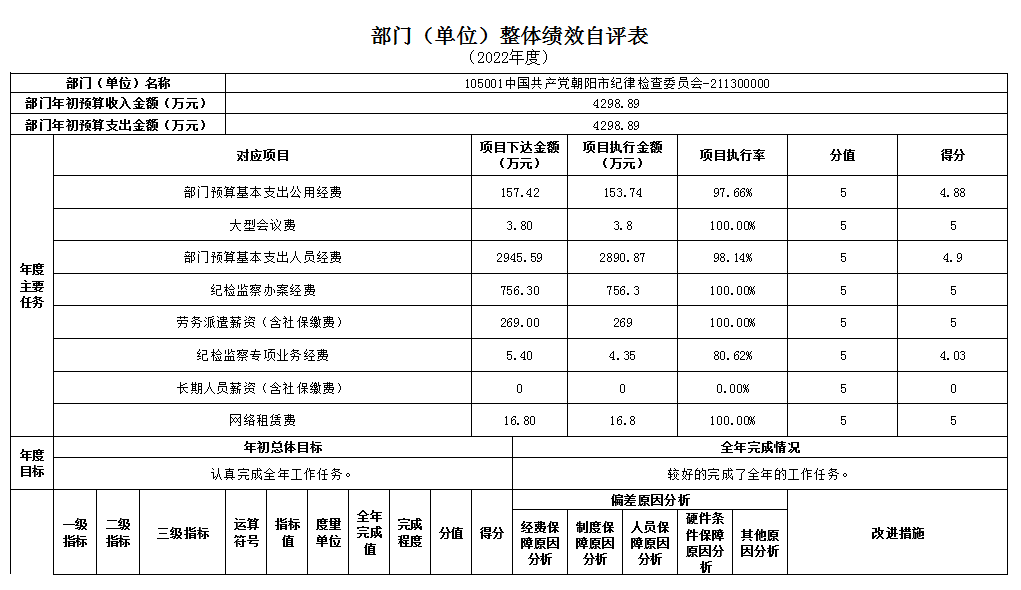 部门（单位）整体绩效自评表
（2022年度）
部门（单位）名称 105001中国共产党朝阳市纪律检查委员会-211300000
部门年初预算收入金额（万元） 4298.89
部门年初预算支出金额（万元） 4298.89
年度主要任务 对应项目 项目下达金额（万元） 项目执行金额（万元） 项目执行率 分值 得分
部门预算基本支出公用经费 157.42 153.74 97.66% 5 4.88
大型会议费 3.80 3.8 100.00% 5 5
部门预算基本支出人员经费 2945.59 2890.87 98.14% 5 4.9
纪检监察办案经费 756.30 756.3 100.00% 5 5
劳务派遣薪资（含社保缴费） 269.00 269 100.00% 5 5
纪检监察专项业务经费 5.40 4.35 80.62% 5 4.03
长期人员薪资（含社保缴费） 0 0 0.00% 5 0
网络租赁费 16.80 16.8 100.00% 5 5
年度目标 年初总体目标 全年完成情况
认真完成全年工作任务。 较好的完成了全年的工作任务。
一级指标 二级指标 三级指标 运算符号 指标值 度量单位 全年完成值 完成程度 分值 得分 偏差原因分析 改进措施
经费保障原因分析 制度保障原因分析 人员保障原因分析 硬件条件保障原因分析 其他原因分析